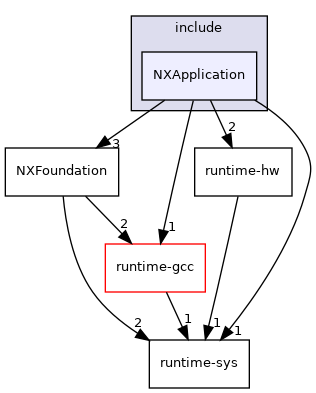 include
NXApplication
3
2
NXFoundation
runtime-hw
2
1
runtime-gcc
2
1
1
1
runtime-sys